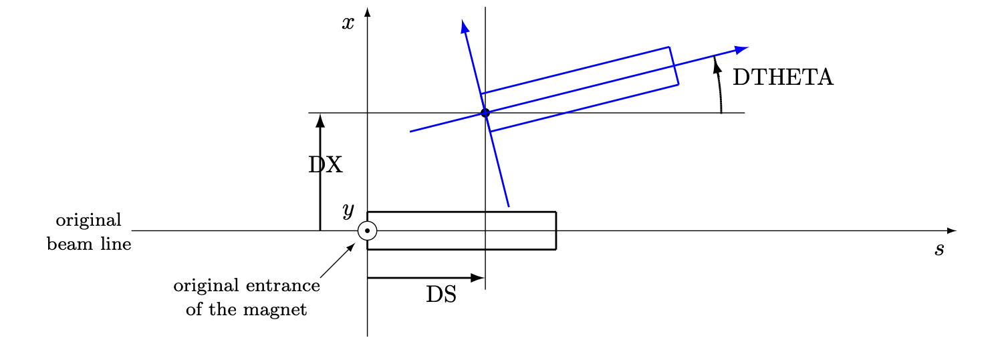 x
DTHETA
DX
y
original
beam line
s
original entrance
of the magnet
DS